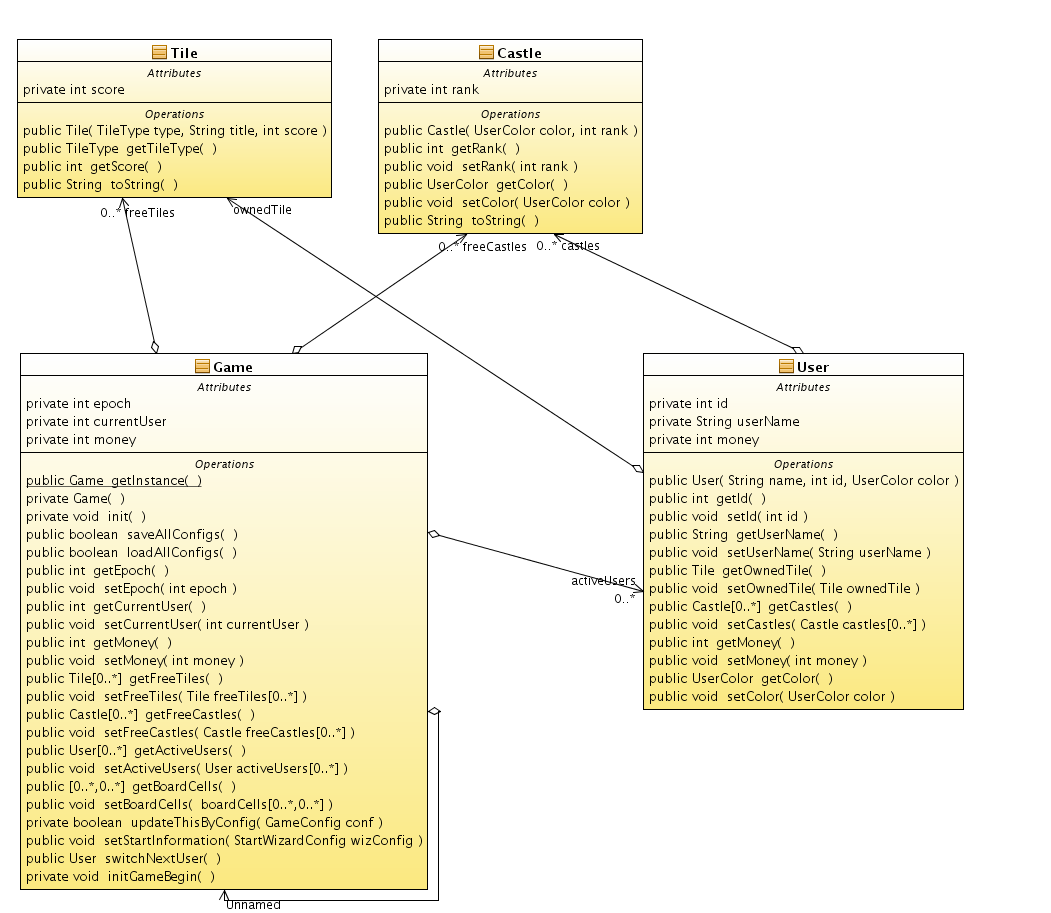 Tile
Attributes
private int score
Operations
public Tile( TileType type, String title, int score )
public TileType getTileType( )
public int getScore( )
public String toString( )
Castle
Attributes
private int rank
Operations
public Castle( UserColor color, int rank )
public int getRank( )
public void setRank( int rank )
public UserColor getColor( )
public void setColor( UserColor color )
public String toString( )
0..* freeTiles
ownedTile
0..* freeCastles
0..* castles
Game
Attributes
private int epoch
private int currentUser
private int money
Operations
public Game getInstance( )
private Game( )
private void init( )
public boolean saveAllConfigs( )
public boolean loadAllConfigs( )
public int getEpoch( )
public void setEpoch( int epoch )
public int getCurrentUser( )
public void setCurrentUser( int currentUser )
public int getMoney( )
public void setMoney( int money )
public Tile[0..*] getFreeTiles( )
public void setFreeTiles( Tile freeTiles[0..*] )
public Castle[0..*] getFreeCastles( )
public void setFreeCastles( Castle freeCastles[0..*] )
public User[0..*] getActiveUsers( )
public void setActiveUsers( User activeUsers[0..*] )
public [0..*,0..*] getBoardCells( )
public void setBoardCells( boardCells[0..*,0..*] )
private boolean updateThisByConfig( GameConfig conf )
public void setStartInformation( StartWizardConfig wizConfig )
public User switchNextUser( )
private void initGameBegin( )
activeUsers
0..*
User
Attributes
private int id
private String userName
private int money
Operations
public User( String name, int id, UserColor color )
public int getId( )
public void setId( int id )
public String getUserName( )
public void setUserName( String userName )
public Tile getOwnedTile( )
public void setOwnedTile( Tile ownedTile )
public Castle[0..*] getCastles( )
public void setCastles( Castle castles[0..*] )
public int getMoney( )
public void setMoney( int money )
public UserColor getColor( )
public void setColor( UserColor color )
Unnamed